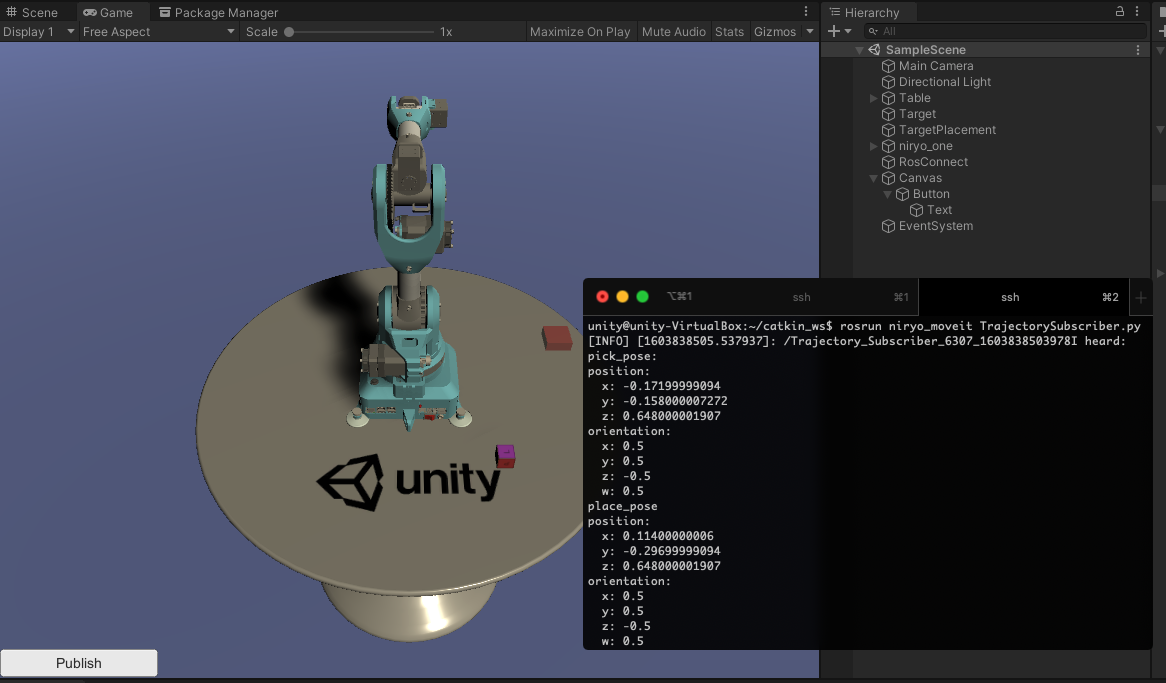 Scene
Game
Package Manager
Display 1
Free Aspect
Scale
1x
Maximize On Play
Mute Audio
Stats
Gizmos
Hierarchy
All
SampleScene
Main Camera
Directional Light
Table
Target
TargetPlacement
niryo_one
RosConnect
Canvas
Button
Text
EventSystem
⌥⌘1
ssh
⌘1
ssh
⌘2
unity@unity-VirtualBox:~/catkin_ws$ rosrun niryo_moveit TrajectorySubscriber.py
[INFO] [1603838505.537937]: /Trajectory_Subscriber_6307_1603838503978I heard:
pick_pose:
position:
x: -0.17199999094
y: -0.158000007272
z: 0.648000001907
orientation:
x: 0.5
y: 0.5
z: -0.5
w: 0.5
place_pose
position:
x: 0.11400000006
y: -0.29699999094
z: 0.648000001907
orientation:
x: 0.5
y: 0.5
z: -0.5
w: 0.5
unity
Publish